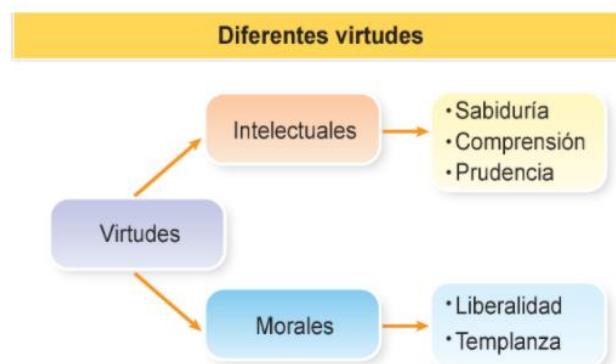 Diferentes virtudes
Virtudes
Intelectuales
· Sabiduría
· Comprensión
· Prudencia
Morales
· Liberalidad
· Templanza